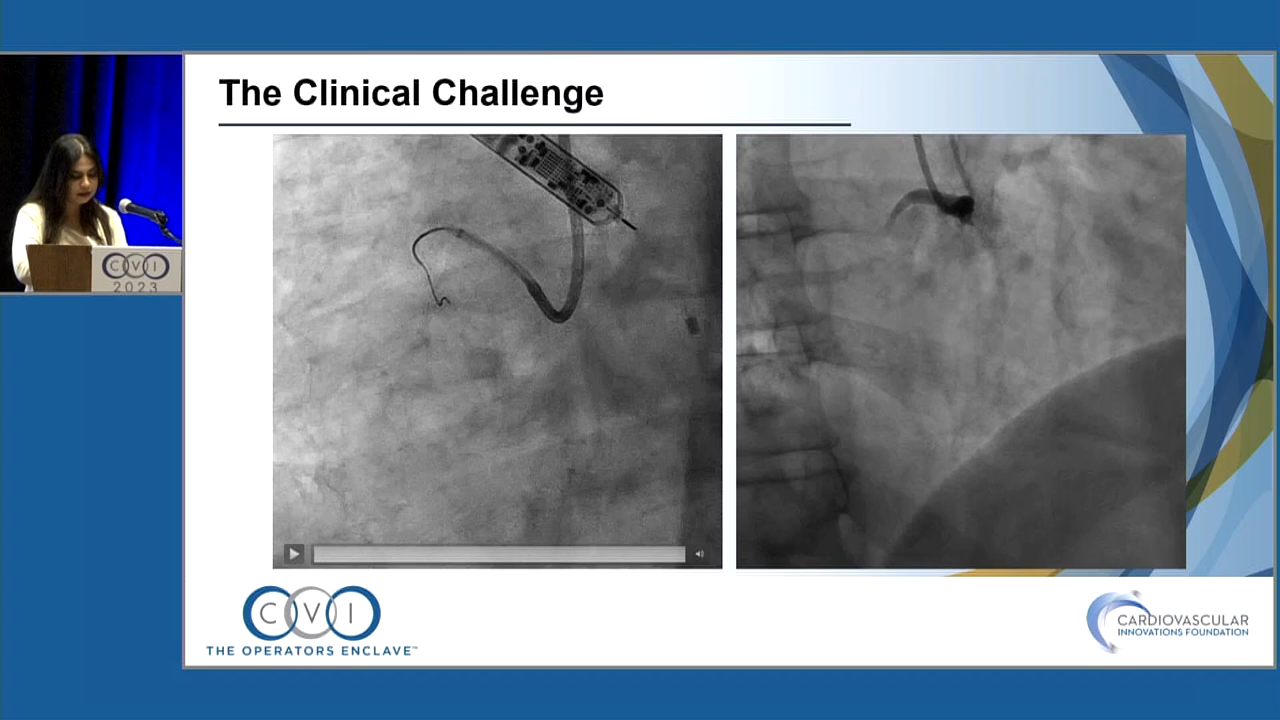 The Clinical Challenge
CVI
2023
CVI
THE OPERATORS ENCLAVE™
CARDIOVASCULAR
INNOVATIONS FOUNDATION